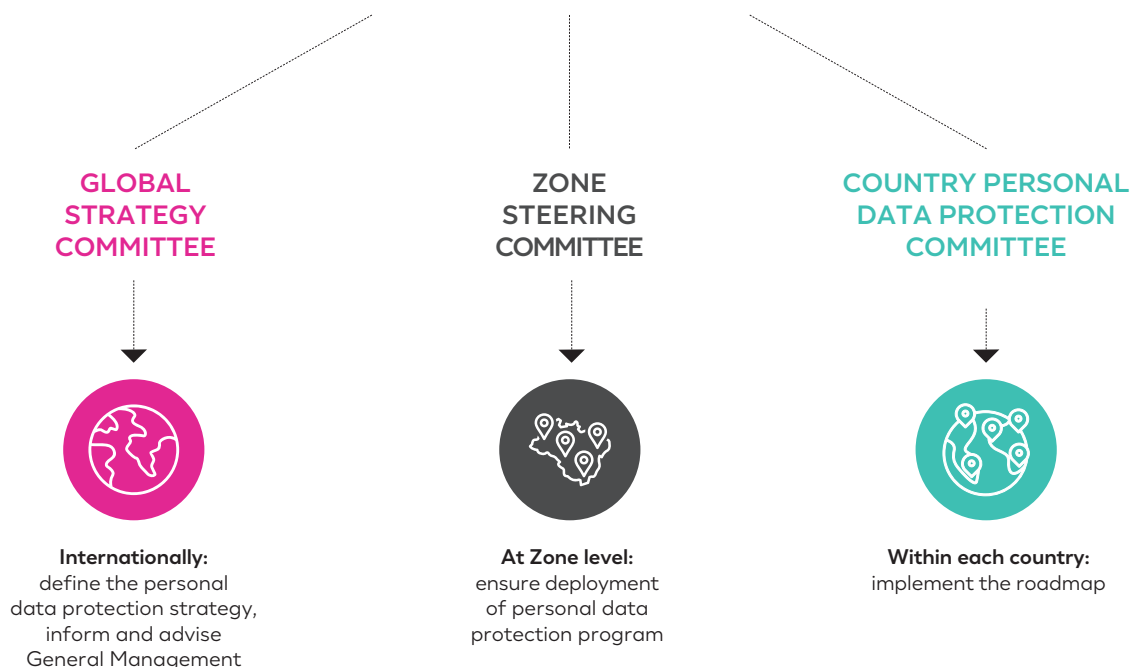 GLOBAL
STRATEGY
COMMITTEE
Internationally:
define the personal
data protection strategy,
inform and advise
General Management
ZONE
STEERING
COMMITTEE
At Zone level:
ensure deployment
of personal data
protection program
COUNTRY PERSONAL
DATA PROTECTION
COMMITTEE
Within each country:
implement the roadmap